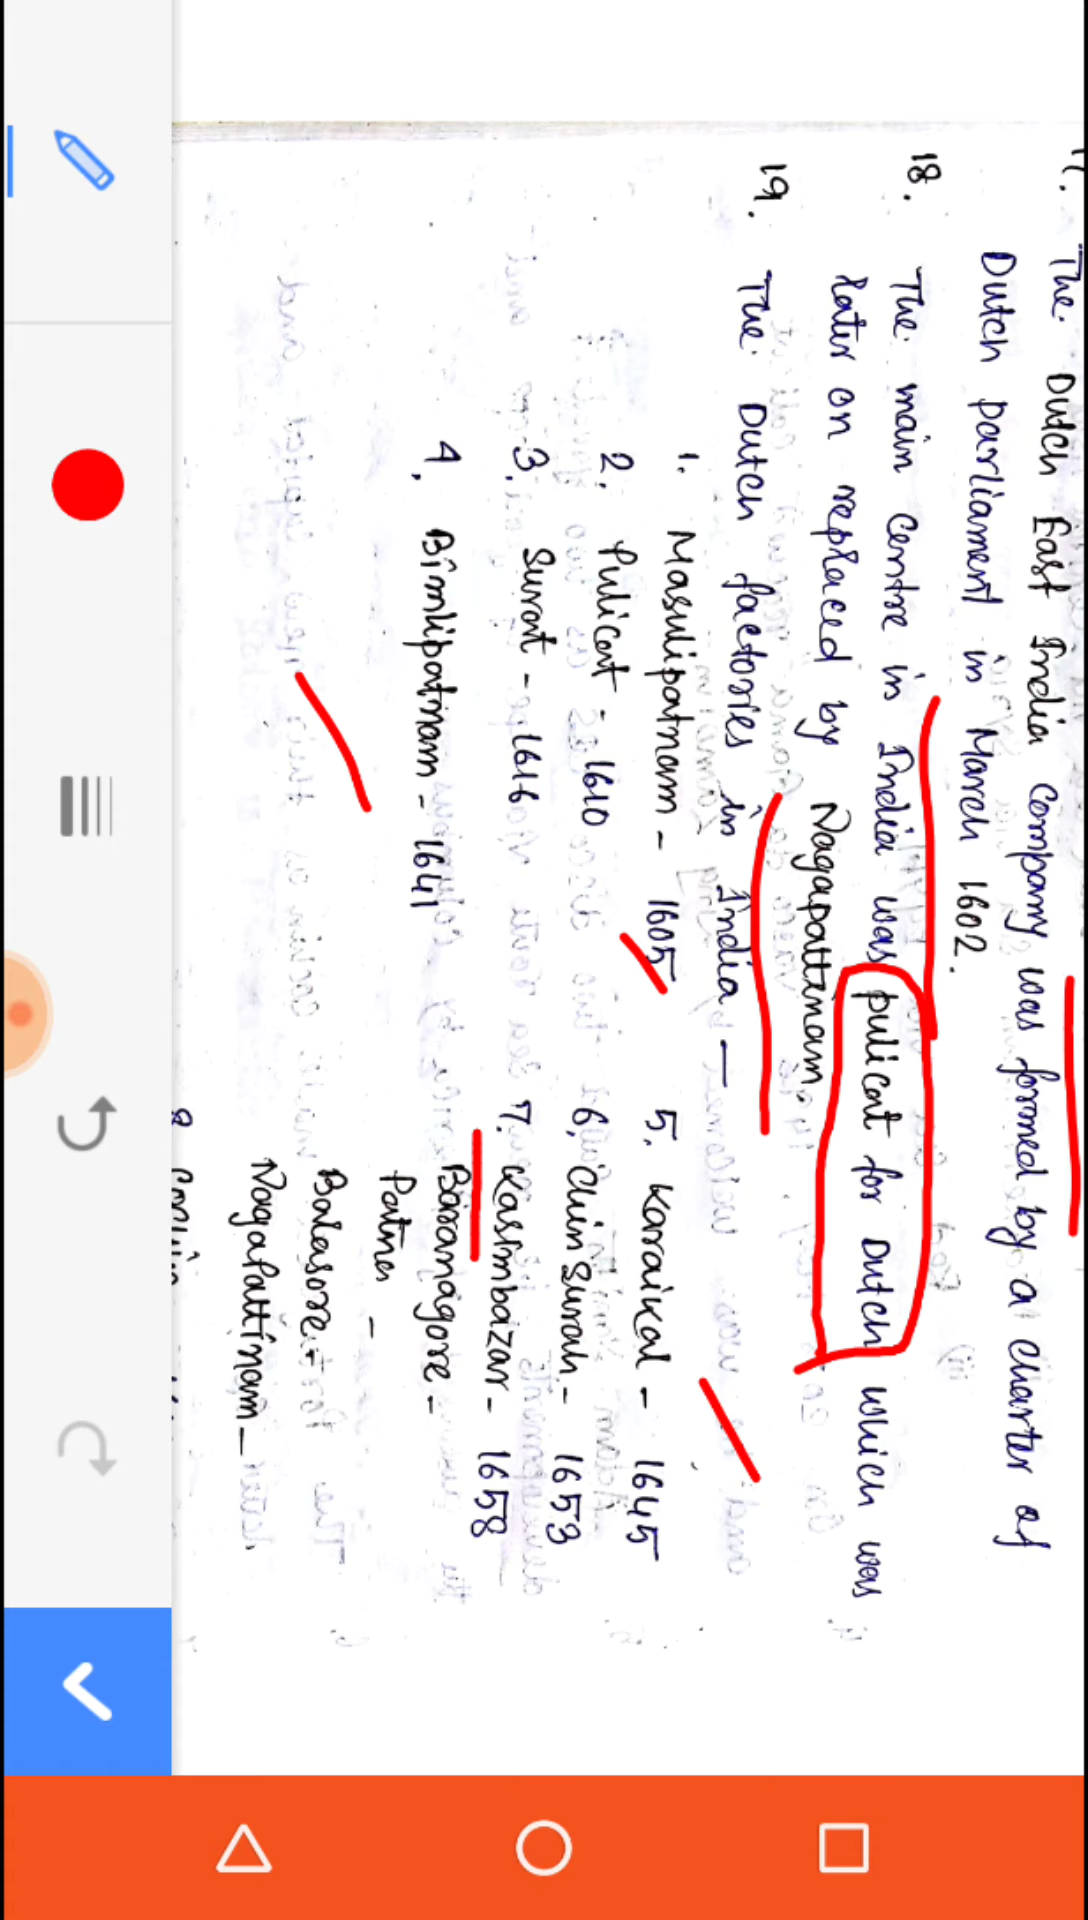 17. The Dutch East India Company was formed by a charter of
Dutch parliament in March 1602.
18. The main centre in India was pulicat for Dutch which was
later on replaced by Nagapattinam.
19. The Dutch factories in India —
1. Masulipatnam - 1605
2. Pulicat - 1610
3. Surat - 1616
4. Bimlipatnam - 1641
5. Karaikal - 1645
6. Chinsurah - 1653
7. Kasimbazar - 1658
Baranagore -
Patna -
Balasore -
Nagapattinam -